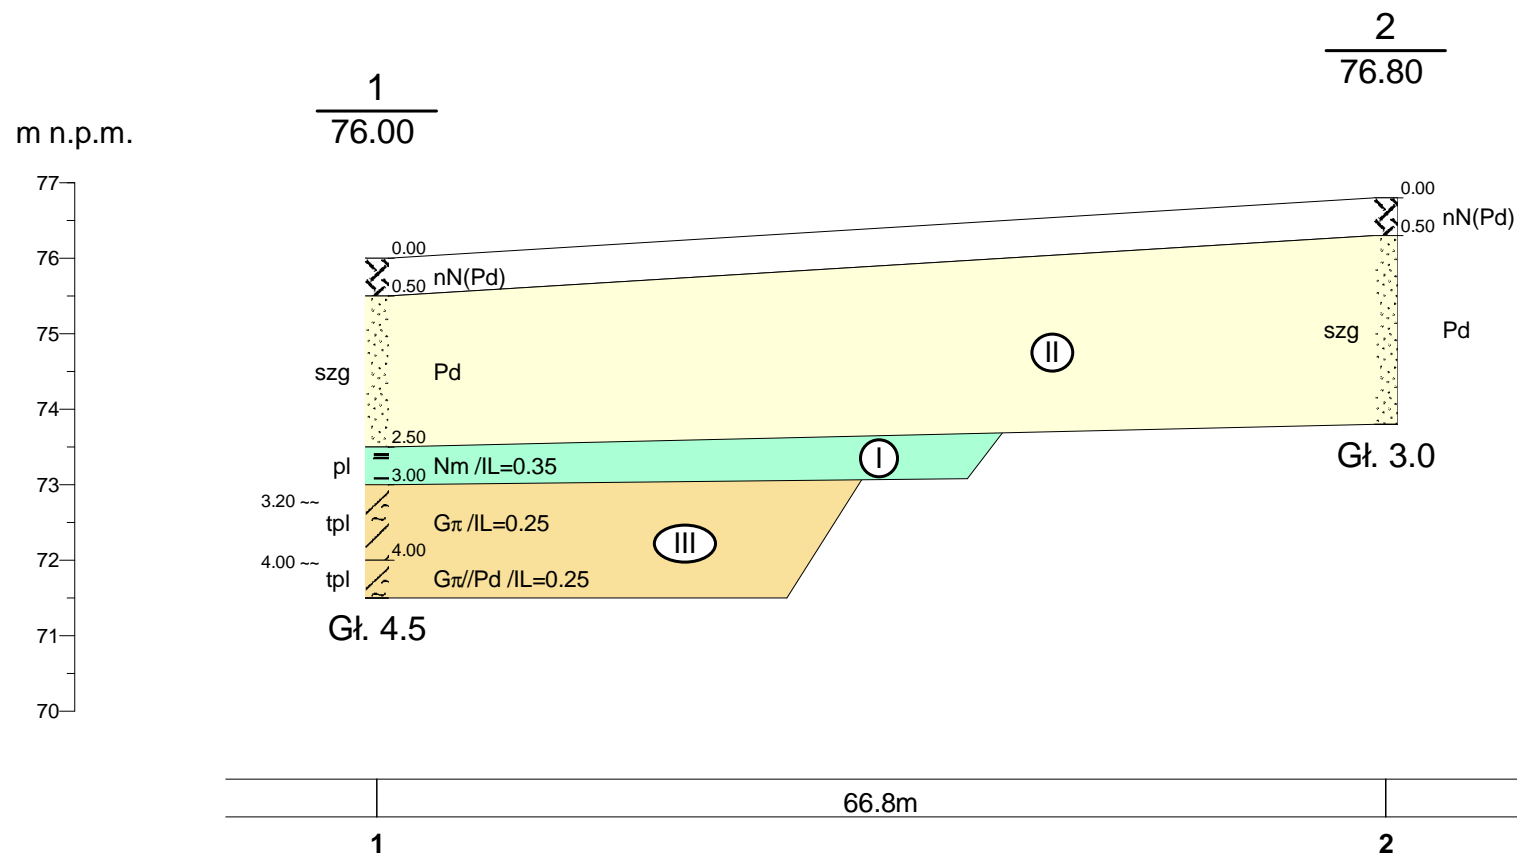 2
76.80
1
76.00
m n.p.m.
77
76
75
74
73
72
71
70
0.00
0.50 nN(Pd)
0.00
0.50 nN(Pd)
szg Pd
II
szg Pd
2.50
pl Nm /IL=0.35
3.00
I
Gł. 3.0
3.20 ~~
tpl Gπ /IL=0.25
III
4.00
4.00 ~~
tpl Gπ//Pd /IL=0.25
Gł. 4.5
66.8m
1 2